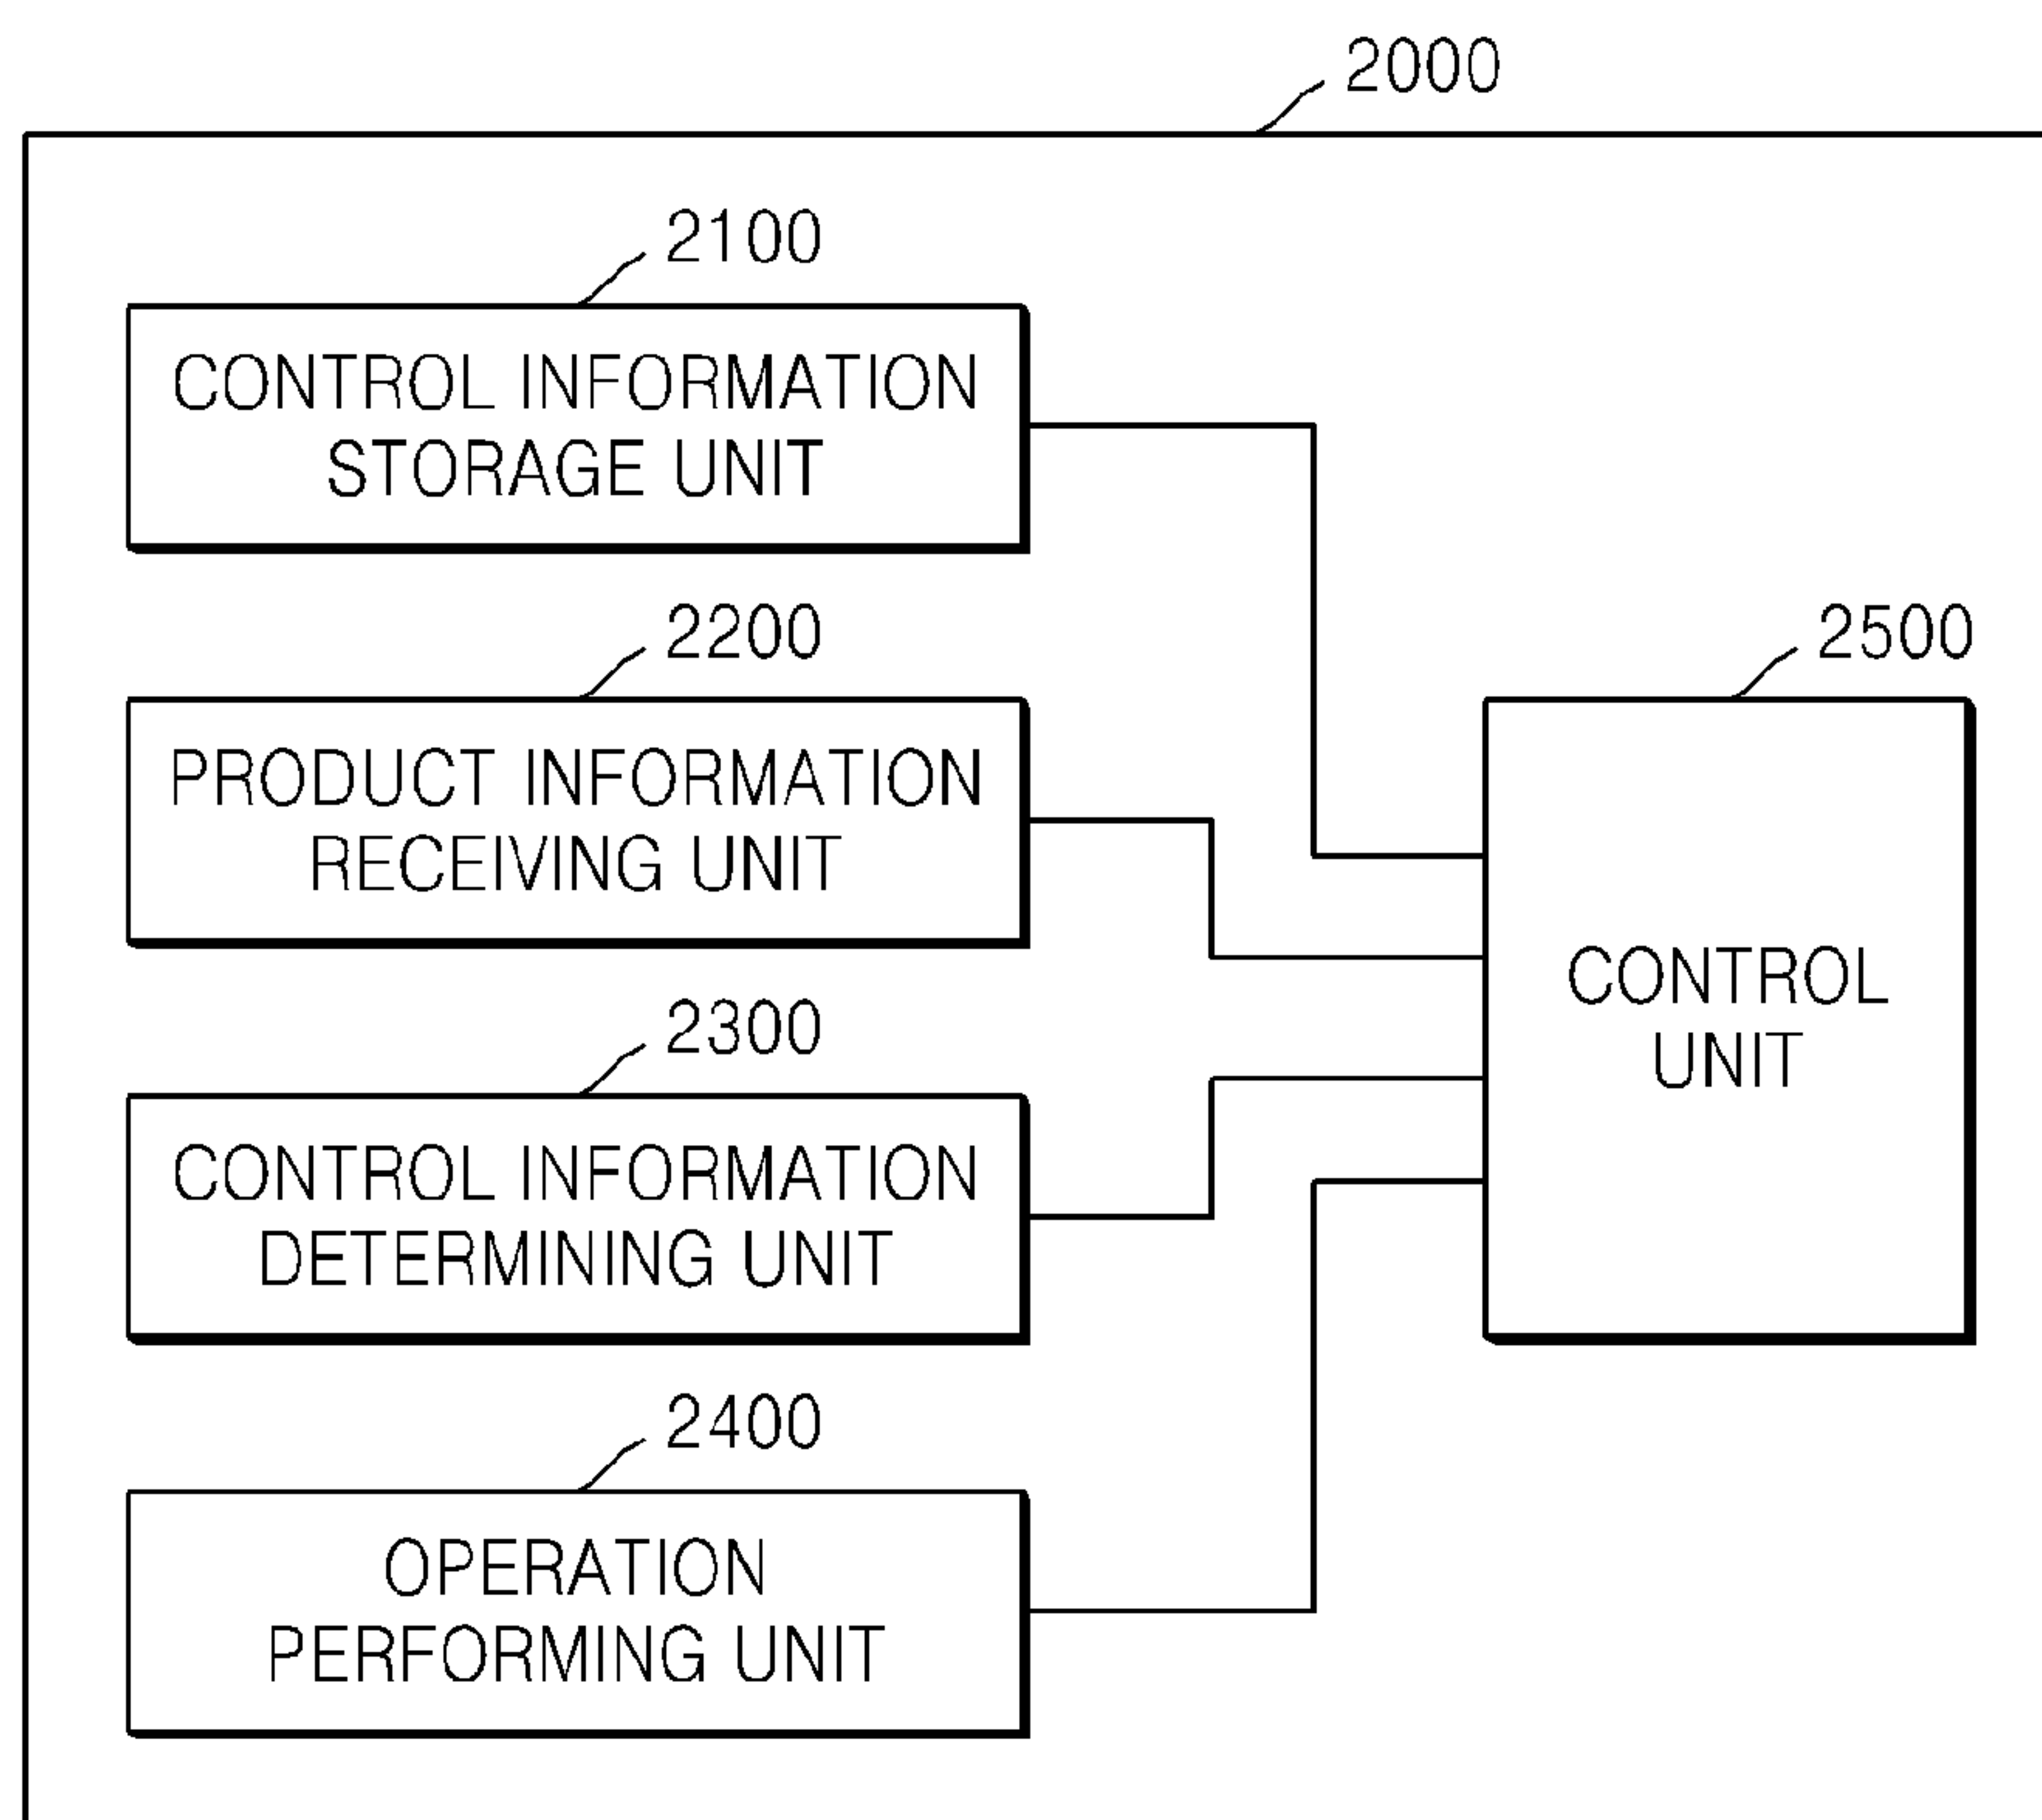 2000
2100
CONTROL INFORMATION
STORAGE UNIT
2200
PRODUCT INFORMATION
RECEIVING UNIT
2300
CONTROL INFORMATION
DETERMINING UNIT
2400
OPERATION
PERFORMING UNIT
2500
CONTROL
UNIT